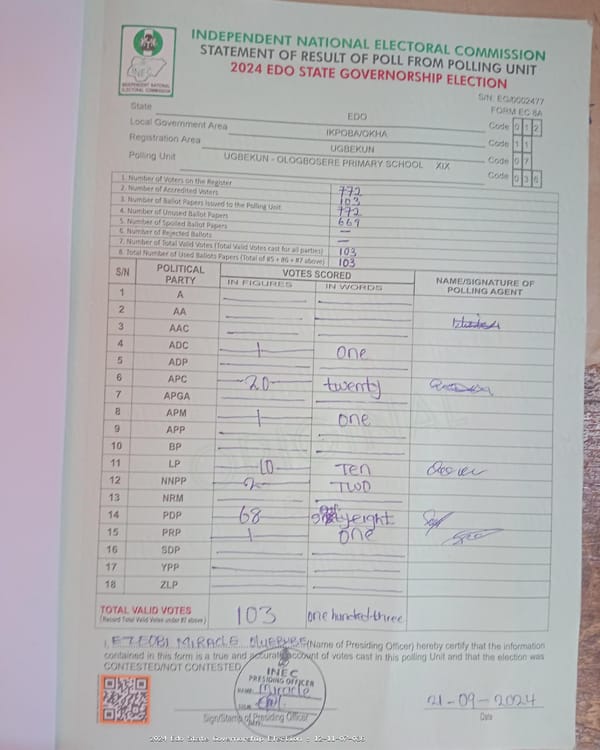 INDEPENDENT NATIONAL ELECTORAL COMMISSION
STATEMENT OF RESULT OF POLL FROM POLLING UNIT
2024 EDO STATE GOVERNORSHIP ELECTION
INEC
INDEPENDENT NATIONAL ELECTORAL COMMISSION
S/N: EG/0002477
FORM EC 8A
State EDO Code 0 1 2
Local Government Area IKPOBA/OKHA Code 1 1
Registration Area UGBEKUN Code 0 7
Polling Unit UGBEKUN - OLOGBOSERE PRIMARY SCHOOL XIX Code 0 3 6
1. Number of Voters on the Register 772
2. Number of Accredited Voters 103
3. Number of Ballot Papers Issued to the Polling Unit 772
4. Number of Unused Ballot Papers 669
5. Number of Spoiled Ballot Papers —
6. Number of Rejected Ballots —
7. Number of Total Valid Votes (Total Valid Votes cast for all parties) 103
8. Total Number of Used Ballot Papers (Total of #5 + #6 + #7 above) 103
S/N POLITICAL PARTY VOTES SCORED NAME/SIGNATURE OF POLLING AGENT
IN FIGURES IN WORDS
1 A
2 AA
3 AAC
4 ADC 1 one
5 ADP
6 APC 20 twenty
7 APGA
8 APM 1 one
9 APP
10 BP
11 LP 10 Ten
12 NNPP 2 TWO
13 NRM
14 PDP 68 eight
15 PRP 1 one
16 SDP
17 YPP
18 ZLP
TOTAL VALID VOTES 103 one hundred-three
(Record Total Valid Votes under #7 above)
I, EZEOBI MIRACLE (Name of Presiding Officer) hereby certify that the information
contained in this form is a true and accurate account of votes cast in this polling Unit and that the election was
CONTESTED/NOT CONTESTED.
INEC
PRESIDING OFFICER
NAME: Miracle
SIGN:
Sign/Stamp of Presiding Officer
21-09-2024
Date
2024 Edo State Governorship Election : 12-11-07-036